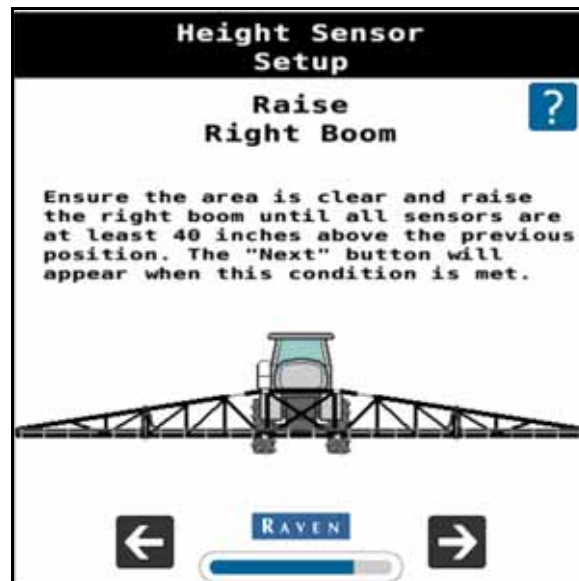 Height Sensor
Setup
Raise
Right Boom
?
Ensure the area is clear and raise
the right boom until all sensors are
at least 40 inches above the previous
position. The "Next" button will
appear when this condition is met.
RAVEN